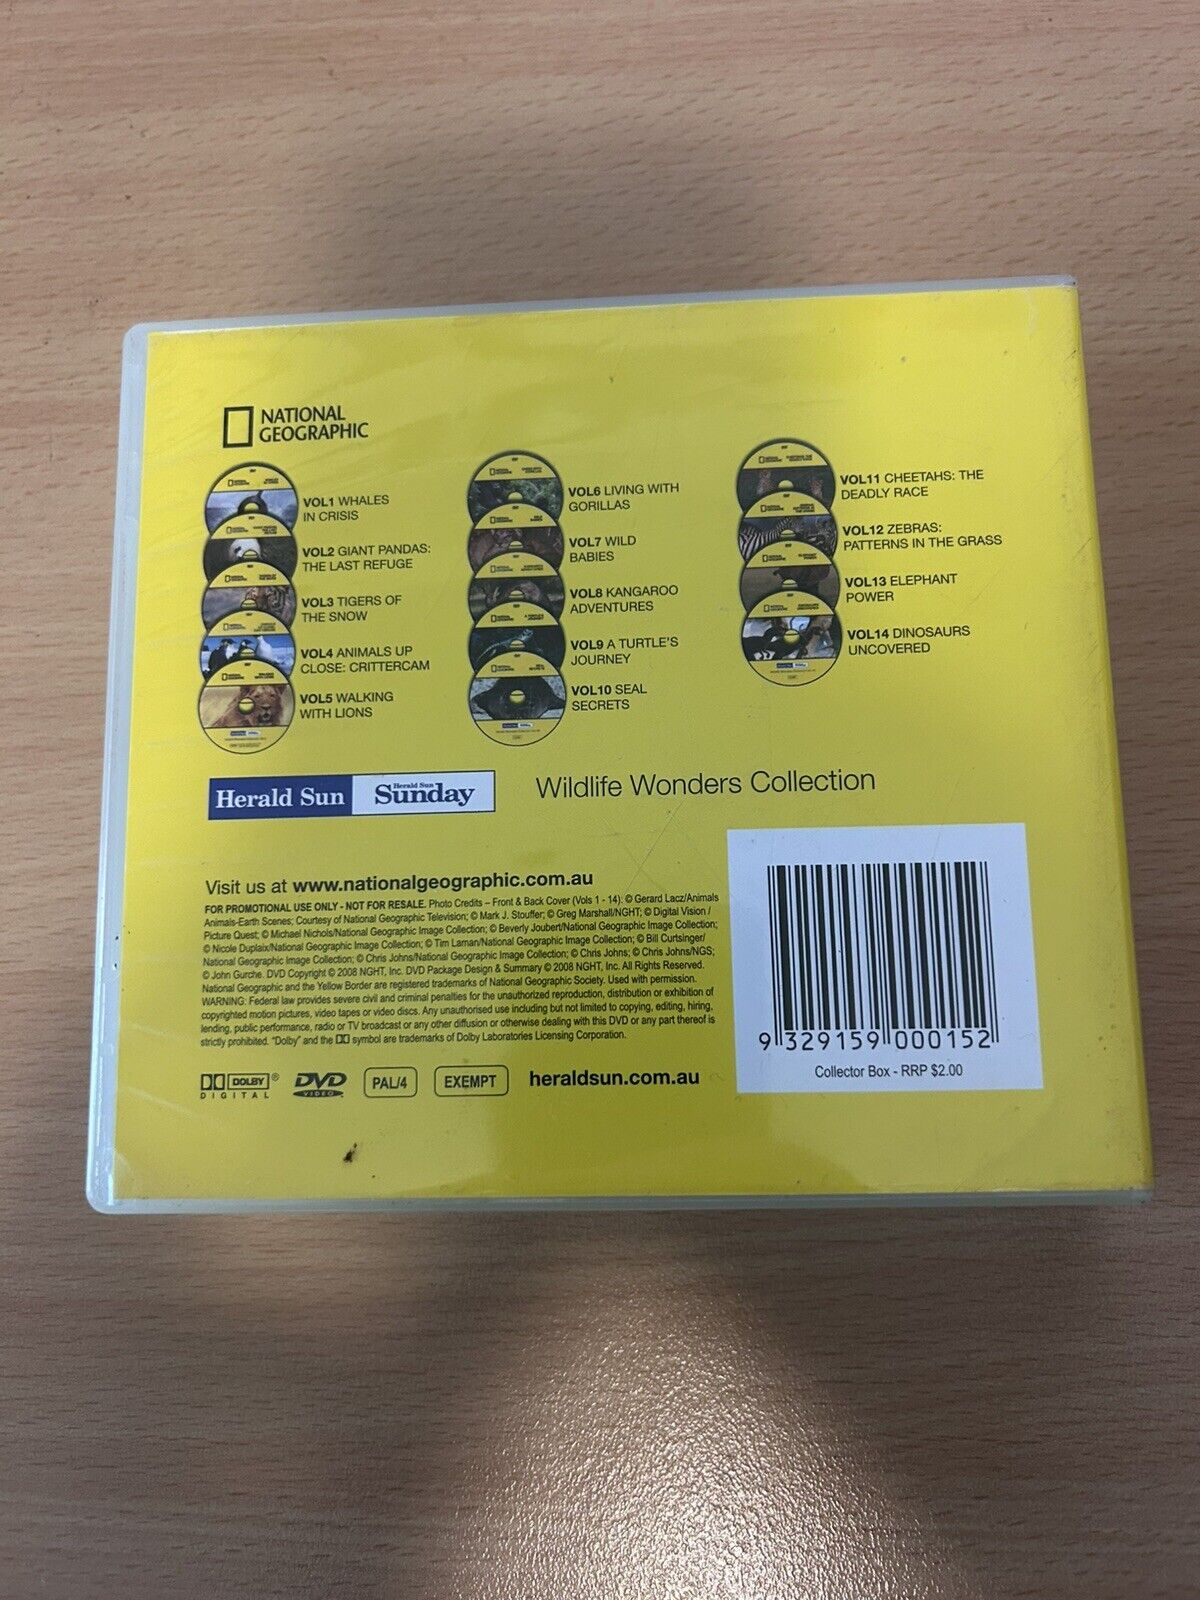 NATIONAL
GEOGRAPHIC
VOL1 WHALES
IN CRISIS
VOL2 GIANT PANDAS:
THE LAST REFUGE
VOL3 TIGERS OF
THE SNOW
VOL4 ANIMALS UP
CLOSE: CRITTERCAM
VOL5 WALKING
WITH LIONS
VOL6 LIVING WITH
GORILLAS
VOL7 WILD
BABIES
VOL8 KANGAROO
ADVENTURES
VOL9 A TURTLE'S
JOURNEY
VOL10 SEAL
SECRETS
VOL11 CHEETAHS: THE
DEADLY RACE
VOL12 ZEBRAS:
PATTERNS IN THE GRASS
VOL13 ELEPHANT
POWER
VOL14 DINOSAURS
UNCOVERED
Herald Sun
Herald Sun
Sunday
Wildlife Wonders Collection
Visit us at www.nationalgeographic.com.au
FOR PROMOTIONAL USE ONLY - NOT FOR RESALE. Photo Credits – Front & Back Cover (Vols 1 - 14): © Gerard Lacz/Animals
Animals-Earth Scenes; Courtesy of National Geographic Television; © Mark J. Stouffer; © Greg Marshall/NGHT; © Digital Vision /
Picture Quest; © Michael Nichols/National Geographic Image Collection; © Beverly Joubert/National Geographic Image Collection;
© Nicole Duplaix/National Geographic Image Collection; © Tim Laman/National Geographic Image Collection; © Bill Curtsinger/
National Geographic Image Collection; © Chris Johns/National Geographic Image Collection; © Chris Johns; © Chris Johns/NGS;
© John Gurche. DVD Copyright © 2008 NGHT, Inc. DVD Package Design & Summary © 2008 NGHT, Inc. All Rights Reserved.
National Geographic and the Yellow Border are registered trademarks of National Geographic Society. Used with permission.
WARNING: Federal law provides severe civil and criminal penalties for the unauthorized reproduction, distribution or exhibition of
copyrighted motion pictures, video tapes or video discs. Any unauthorised use including but not limited to copying, editing, hiring,
lending, public performance, radio or TV broadcast or any other diffusion or otherwise dealing with this DVD or any part thereof is
strictly prohibited. "Dolby" and the DD symbol are trademarks of Dolby Laboratories Licensing Corporation.
DOLBY ®
DIGITAL
DVD
VIDEO
PAL/4
EXEMPT
heraldsun.com.au
9 329159 000152
Collector Box - RRP $2.00